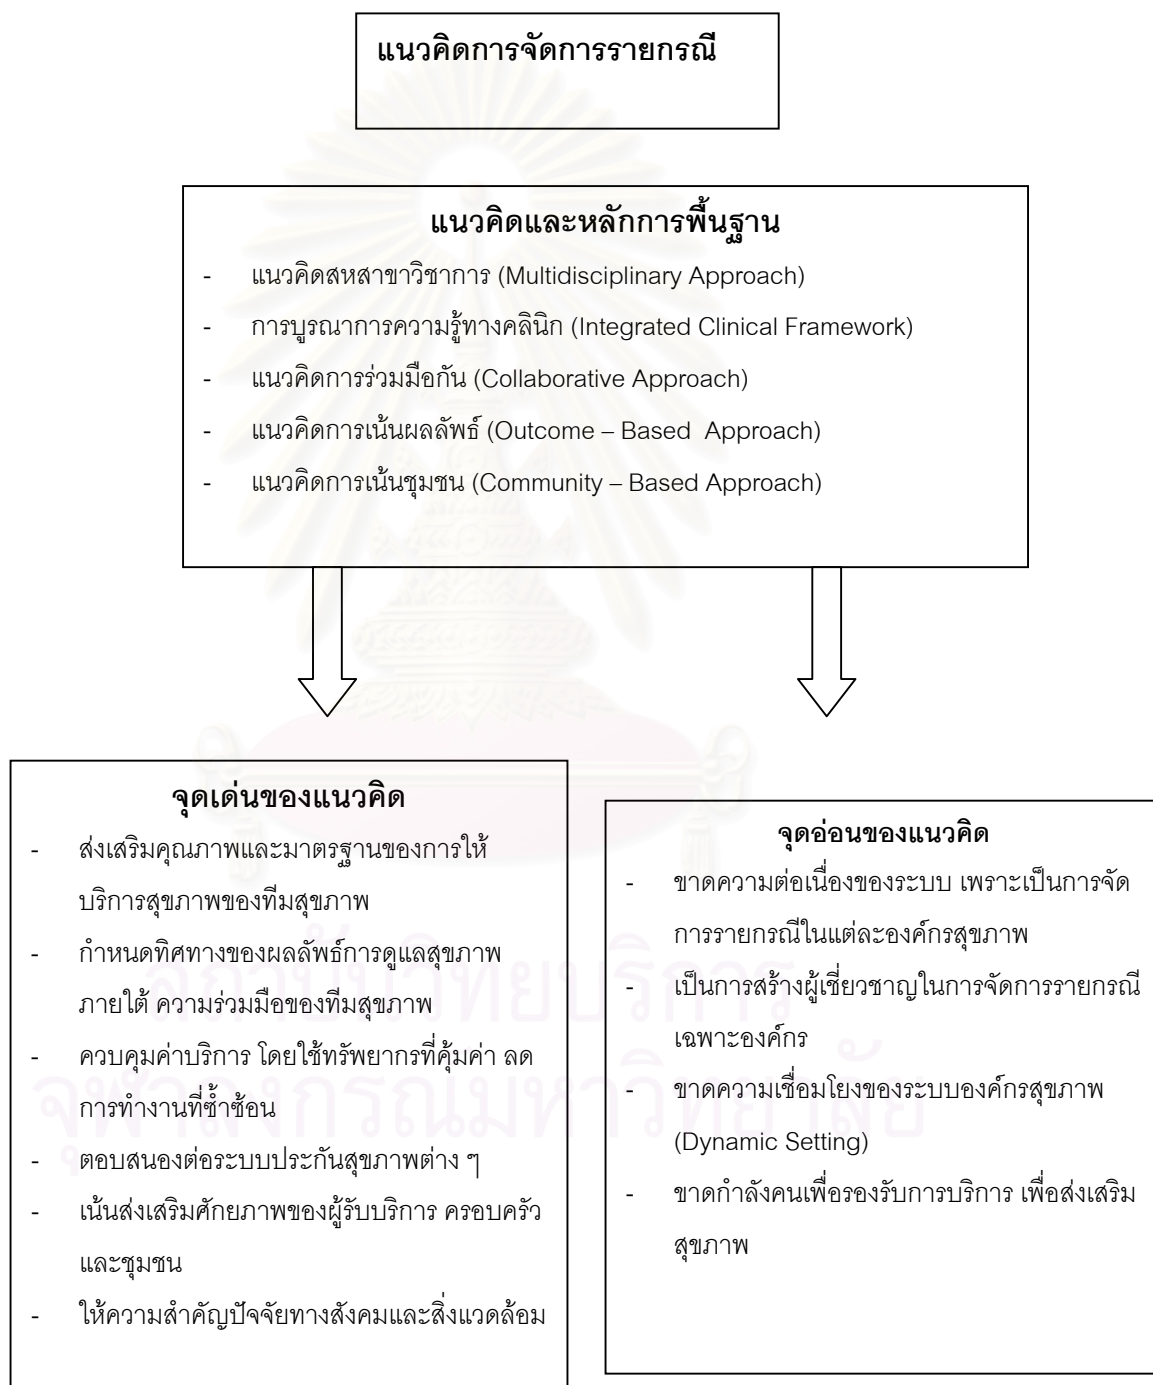 แนวคิดการจัดการรายกรณี
แนวคิดและหลักการพื้นฐาน
- แนวคิดสหสาขาวิชาการ (Multidisciplinary Approach)
- การบูรณาการความรู้ทางคลินิก (Integrated Clinical Framework)
- แนวคิดการร่วมมือกัน (Collaborative Approach)
- แนวคิดการเน้นผลลัพธ์ (Outcome – Based Approach)
- แนวคิดการเน้นชุมชน (Community – Based Approach)
จุดเด่นของแนวคิด
- ส่งเสริมคุณภาพและมาตรฐานของการให้
บริการสุขภาพของทีมสุขภาพ
- กำหนดทิศทางของผลลัพธ์การดูแลสุขภาพ
ภายใต้ ความร่วมมือของทีมสุขภาพ
- ควบคุมค่าบริการ โดยใช้ทรัพยากรที่คุ้มค่า ลด
การทำงานที่ซ้ำซ้อน
- ตอบสนองต่อระบบประกันสุขภาพต่าง ๆ
- เน้นส่งเสริมศักยภาพของผู้รับบริการ ครอบครัว
และชุมชน
- ให้ความสำคัญปัจจัยทางสังคมและสิ่งแวดล้อม
จุดอ่อนของแนวคิด
- ขาดความต่อเนื่องของระบบ เพราะเป็นการจัด
การรายกรณีในแต่ละองค์กรสุขภาพ
- เป็นการสร้างผู้เชี่ยวชาญในการจัดการรายกรณี
เฉพาะองค์กร
- ขาดความเชื่อมโยงของระบบองค์กรสุขภาพ
(Dynamic Setting)
- ขาดกำลังคนเพื่อรองรับการบริการ เพื่อส่งเสริม
สุขภาพ
สถาบันวิทยบริการ
จุฬาลงกรณ์มหาวิทยาลัย